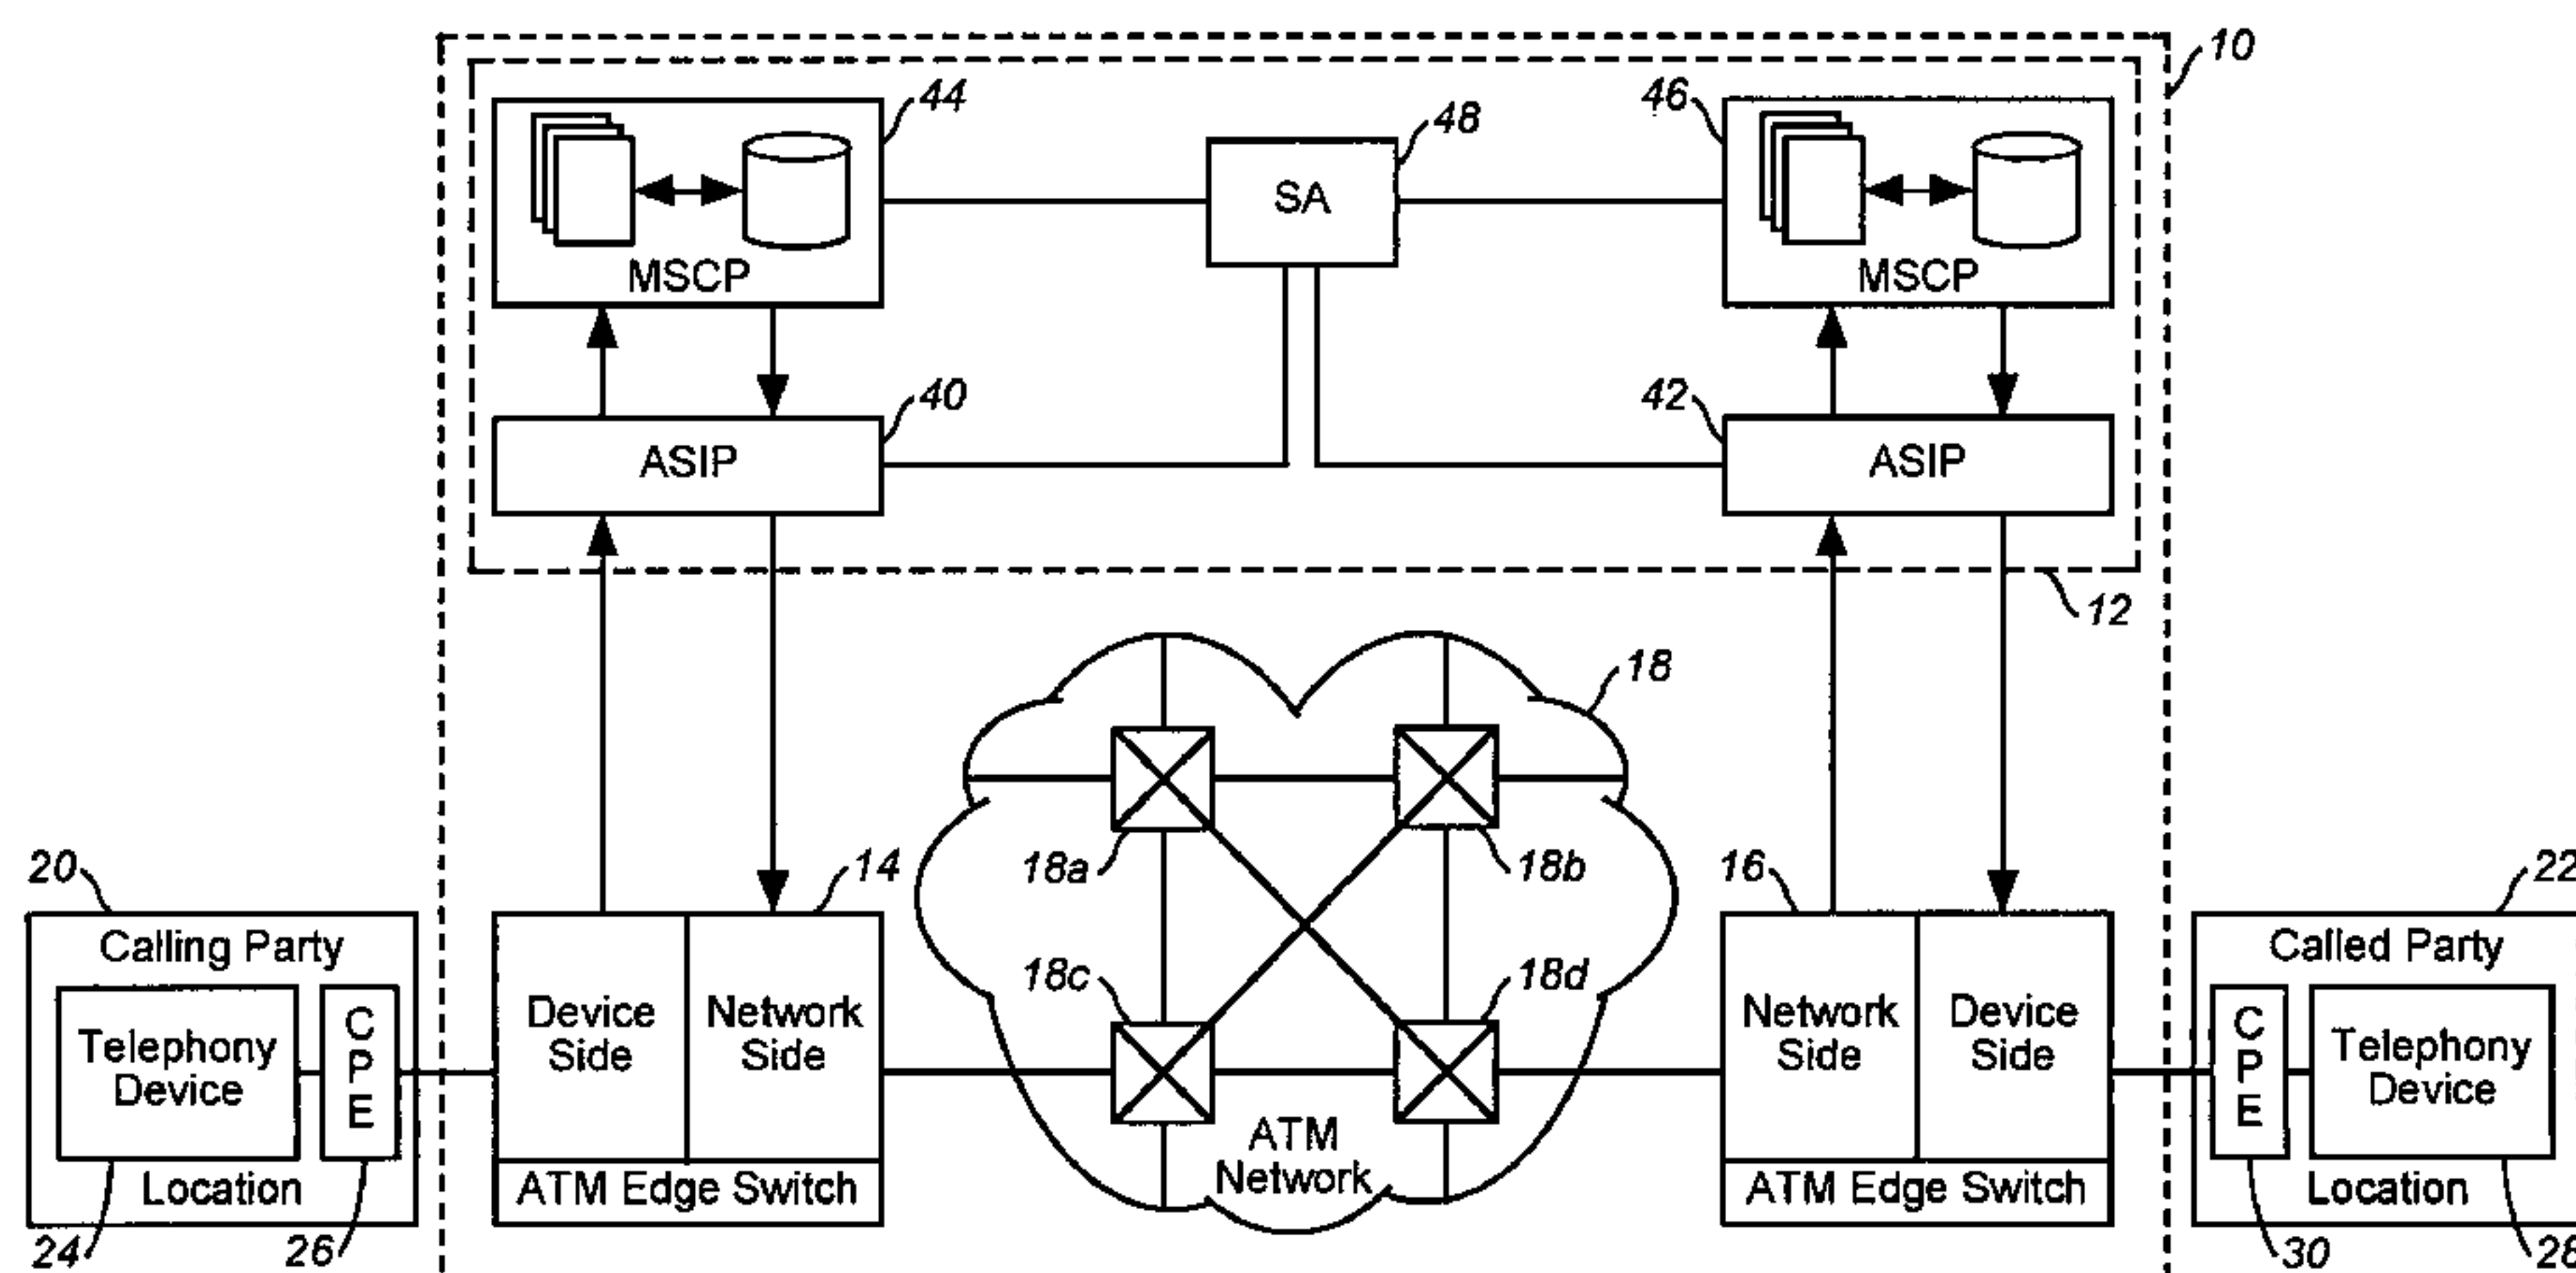 10
44
46
48
SA
MSCP
MSCP
40
42
ASIP
ASIP
12
18
20
14
18a
18b
16
22
Calling Party
Called Party
18c
18d
Device
Side
Network
Side
Network
Side
Device
Side
Telephony
Device
C
P
E
C
P
E
Telephony
Device
ATM
Network
Location
ATM Edge Switch
ATM Edge Switch
Location
24
26
30
28